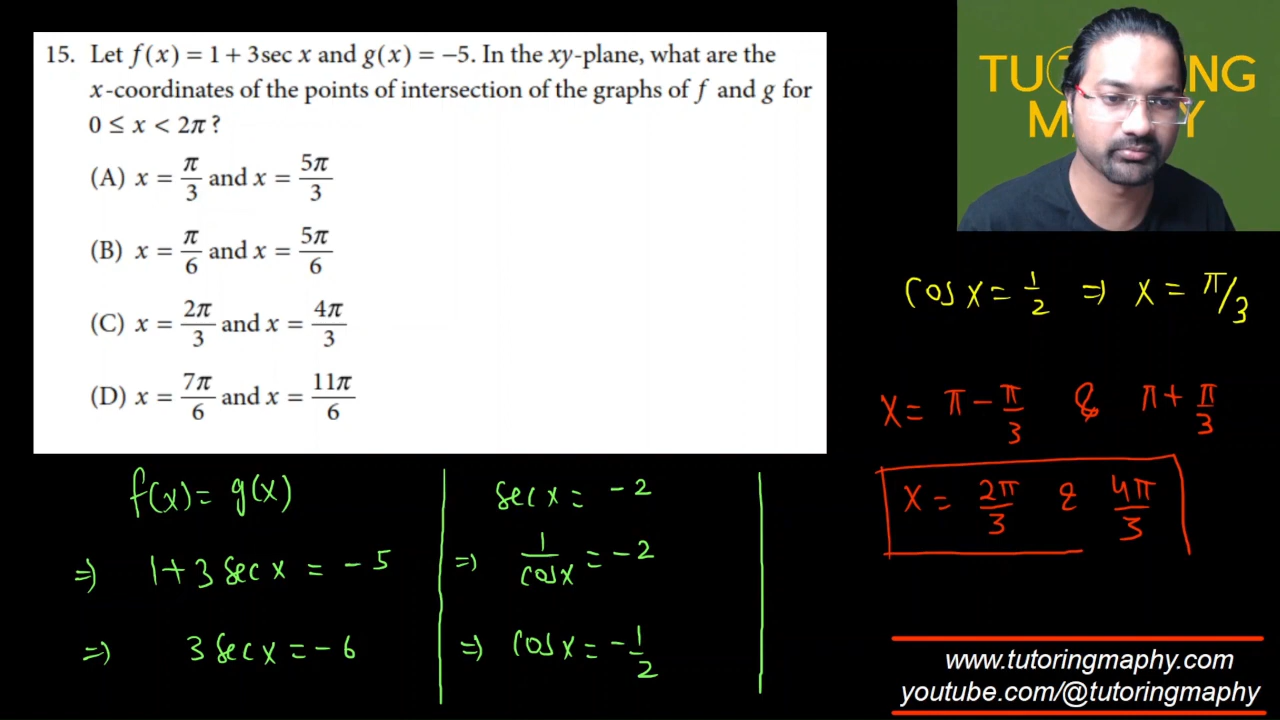 15. Let f(x) = 1 + 3 sec x and g(x) = −5. In the xy-plane, what are the
x-coordinates of the points of intersection of the graphs of f and g for
0 ≤ x < 2π?
(A) x = π/3 and x = 5π/3
(B) x = π/6 and x = 5π/6
(C) x = 2π/3 and x = 4π/3
(D) x = 7π/6 and x = 11π/6
f(x) = g(x)
⇒ 1 + 3 sec x = −5
⇒ 3 sec x = −6
sec x = −2
⇒ 1/cos x = −2
⇒ cos x = −1/2
cos x = 1/2 ⇒ x = π/3
x = π − π/3 & π + π/3
x = 2π/3 & 4π/3
www.tutoringmaphy.com
youtube.com/@tutoringmaphy